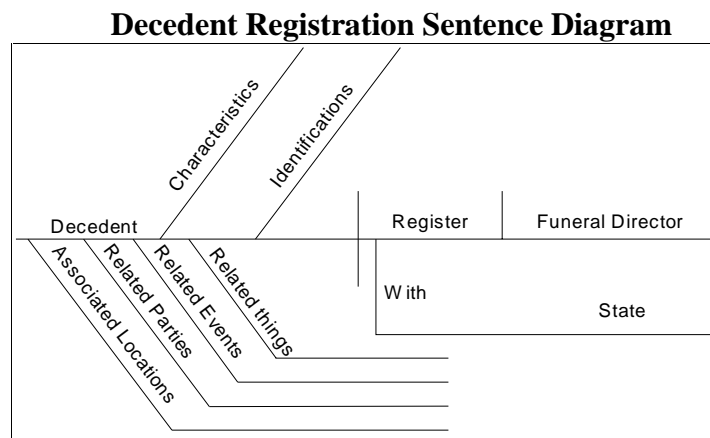 Decedent Registration Sentence Diagram
Characteristics
Identifications
Decedent
Register
Funeral Director
Associated Locations
Related Parties
Related Events
Related things
With
State